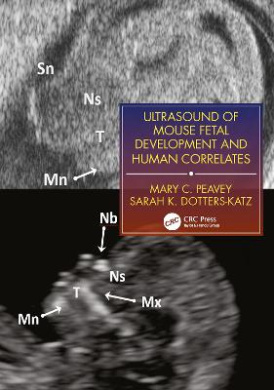 Sn
Ns
T
Mn
ULTRASOUND OF
MOUSE FETAL
DEVELOPMENT AND
HUMAN CORRELATES
MARY C. PEAVEY
SARAH K. DOTTERS-KATZ
CRC Press
Nb
Ns
T
Mn
Mx